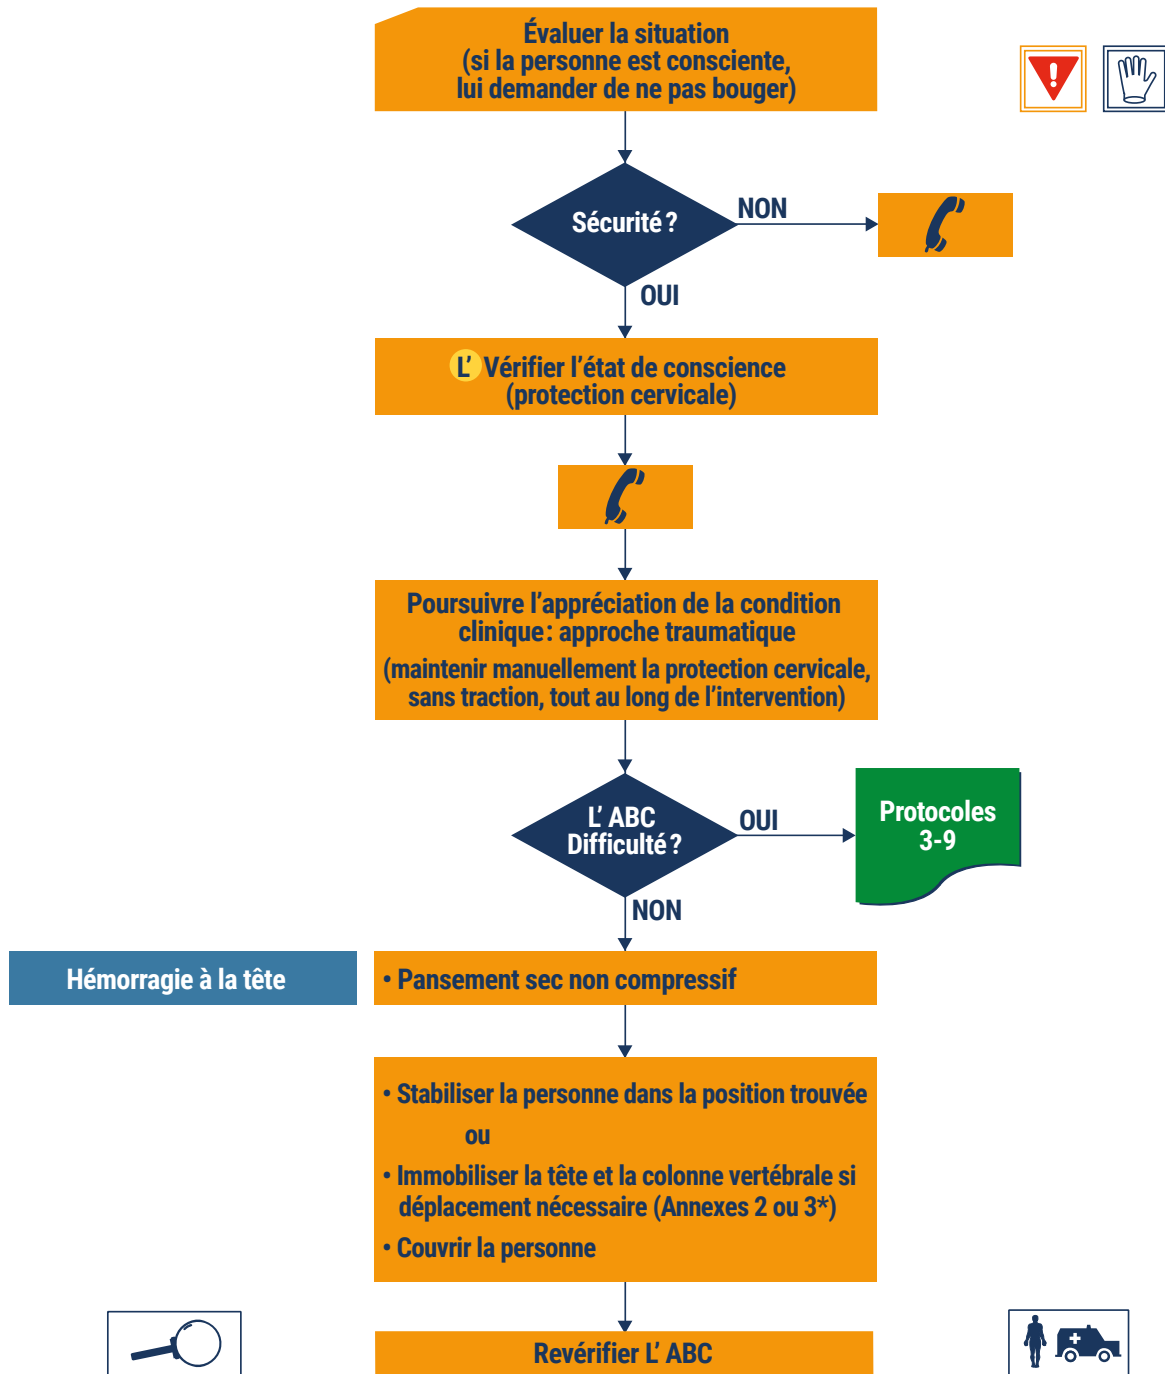 Évaluer la situation
(si la personne est consciente,
lui demander de ne pas bouger)
Sécurité ?
NON
OUI
L’ Vérifier l’état de conscience
(protection cervicale)
Poursuivre l’appréciation de la condition
clinique : approche traumatique
(maintenir manuellement la protection cervicale,
sans traction, tout au long de l’intervention)
L’ ABC
Difficulté ?
OUI
Protocoles
3-9
NON
Hémorragie à la tête
• Pansement sec non compressif
• Stabiliser la personne dans la position trouvée
ou
• Immobiliser la tête et la colonne vertébrale si
déplacement nécessaire (Annexes 2 ou 3*)
• Couvrir la personne
Revérifier L’ ABC